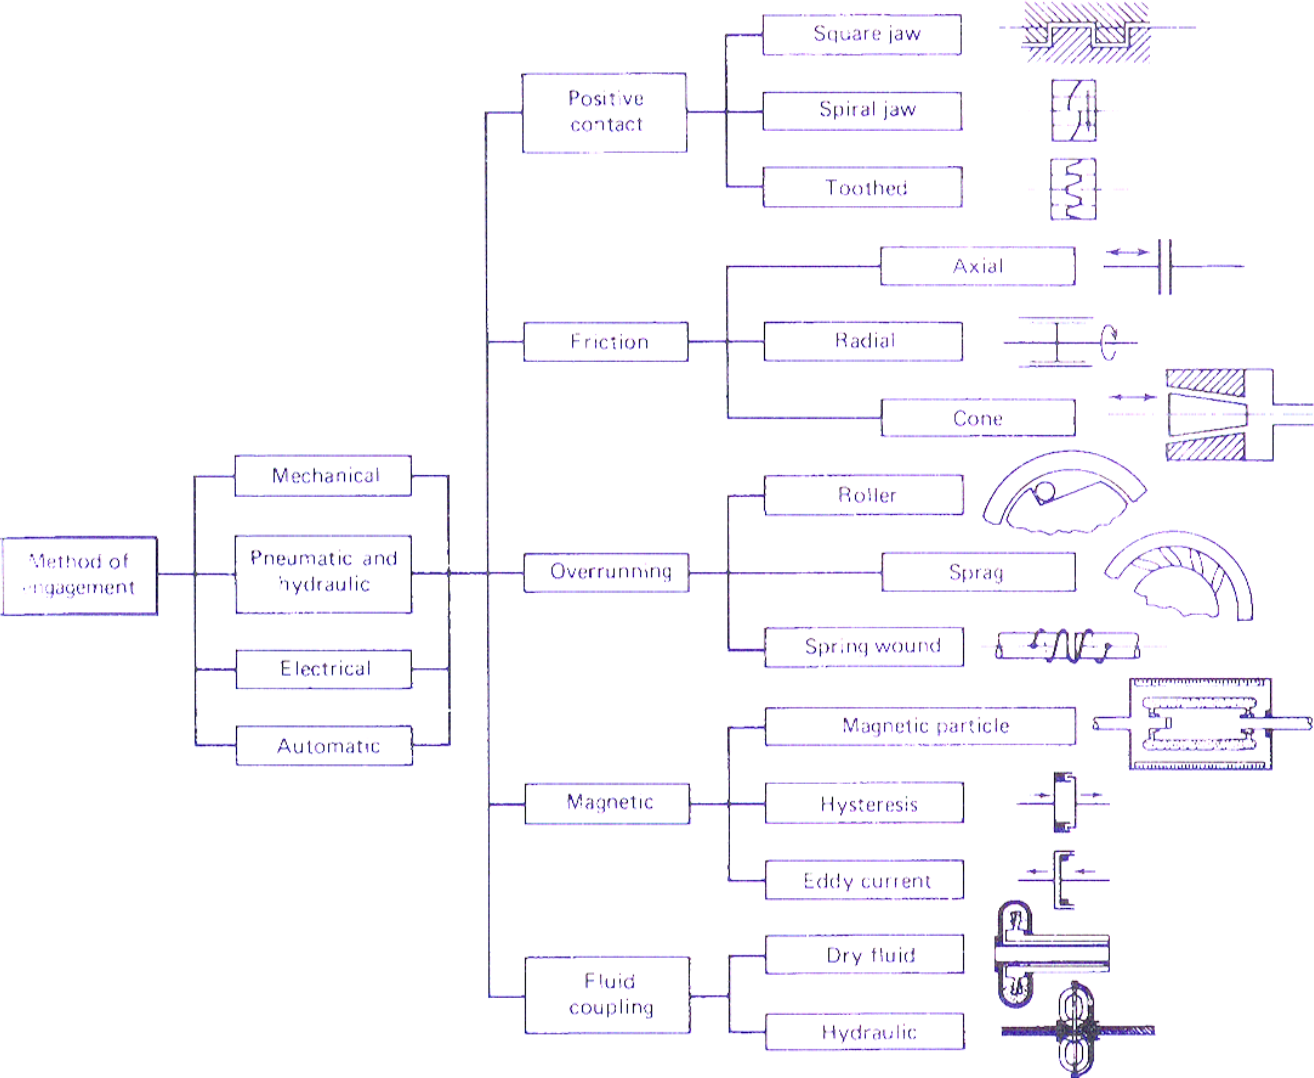 Method of
engagement
Mechanical
Pneumatic and
hydraulic
Electrical
Automatic
Positive
contact
Friction
Overrunning
Magnetic
Fluid
coupling
Square jaw
Spiral jaw
Toothed
Axial
Radial
Cone
Roller
Sprag
Spring wound
Magnetic particle
Hysteresis
Eddy current
Dry fluid
Hydraulic